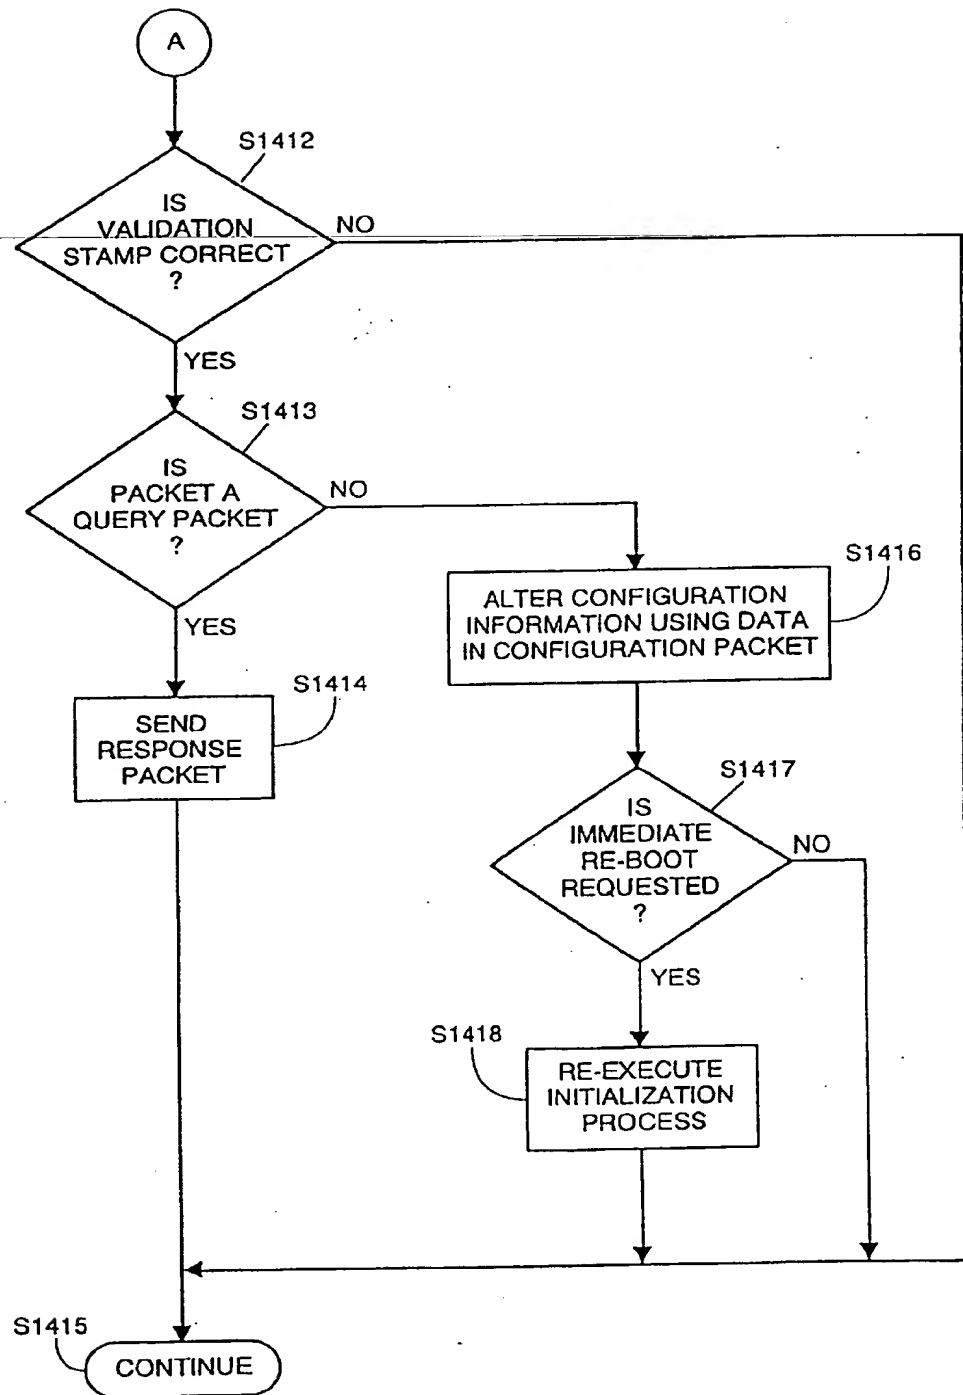 A
S1412
IS
VALIDATION
STAMP CORRECT
?
NO
YES
S1413
IS
PACKET A
QUERY PACKET
?
NO
YES
S1416
ALTER CONFIGURATION
INFORMATION USING DATA
IN CONFIGURATION PACKET
S1414
SEND
RESPONSE
PACKET
S1417
IS
IMMEDIATE
RE-BOOT
REQUESTED
?
NO
YES
S1418
RE-EXECUTE
INITIALIZATION
PROCESS
S1415
CONTINUE